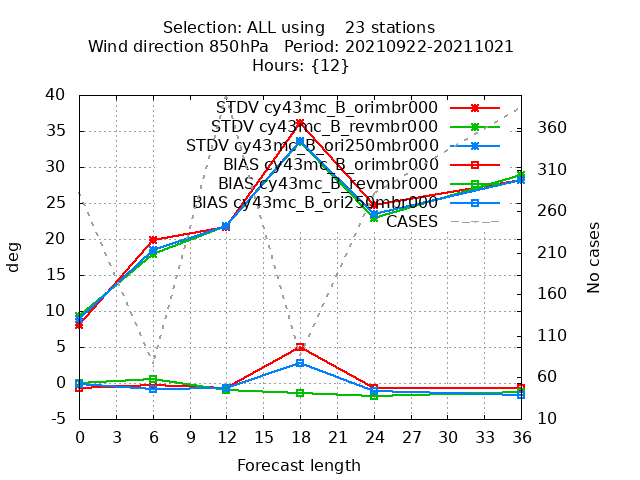 Selection: ALL using 23 stations
Wind direction 850hPa Period: 20210922-20211021
Hours: {12}
STDV cy43mc_B_orimbr000
STDV cy43mc_B_revmbr000
STDV cy43mc_B_ori250mbr000
BIAS cy43mc_B_orimbr000
BIAS cy43mc_B_revmbr000
BIAS cy43mc_B_ori250mbr000
CASES
40
35
30
25
20
15
10
5
0
-5
deg
360
310
260
210
160
110
60
10
No cases
0 3 6 9 12 15 18 21 24 27 30 33 36
Forecast length